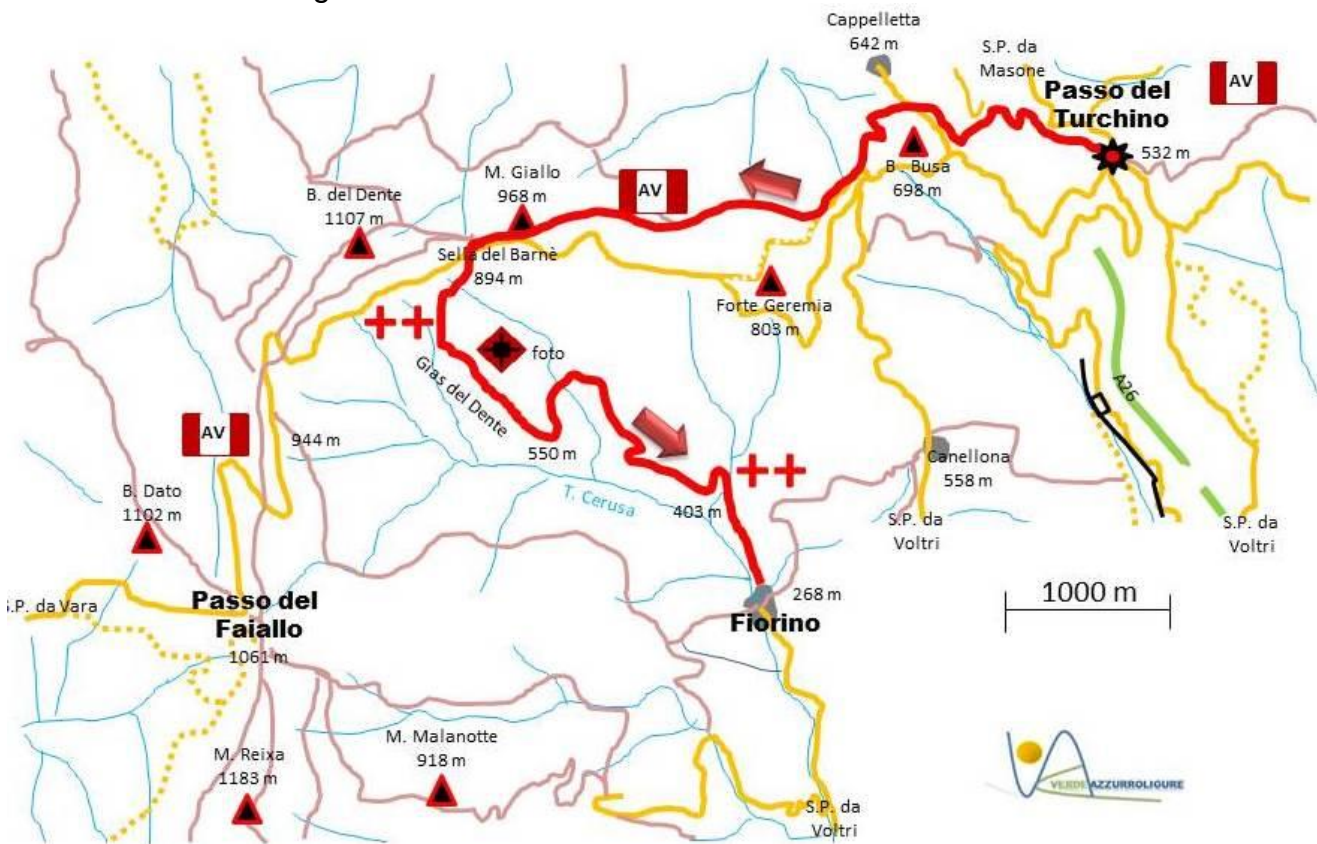 g
Cappelletta
642 m
S.P. da
Masone
AV
Passo del
Turchino
532 m
B. Busa
698 m
M. Giallo
968 m
AV
B. del Dente
1107 m
Sella del Barnè
894 m
Forte Geremia
803 m
++
foto
Gias del Dente
A26
AV
944 m
550 m
++
Canellona
558 m
B. Dato
1102 m
T. Cerusa
403 m
S.P. da
Voltri
S.P. da
Voltri
S.P. da Vara
Passo del
Faiallo
1061 m
268 m
Fiorino
1000 m
M. Reixa
1183 m
M. Malanotte
918 m
VERDEAZZURROLIGURE
S.P. da
Voltri